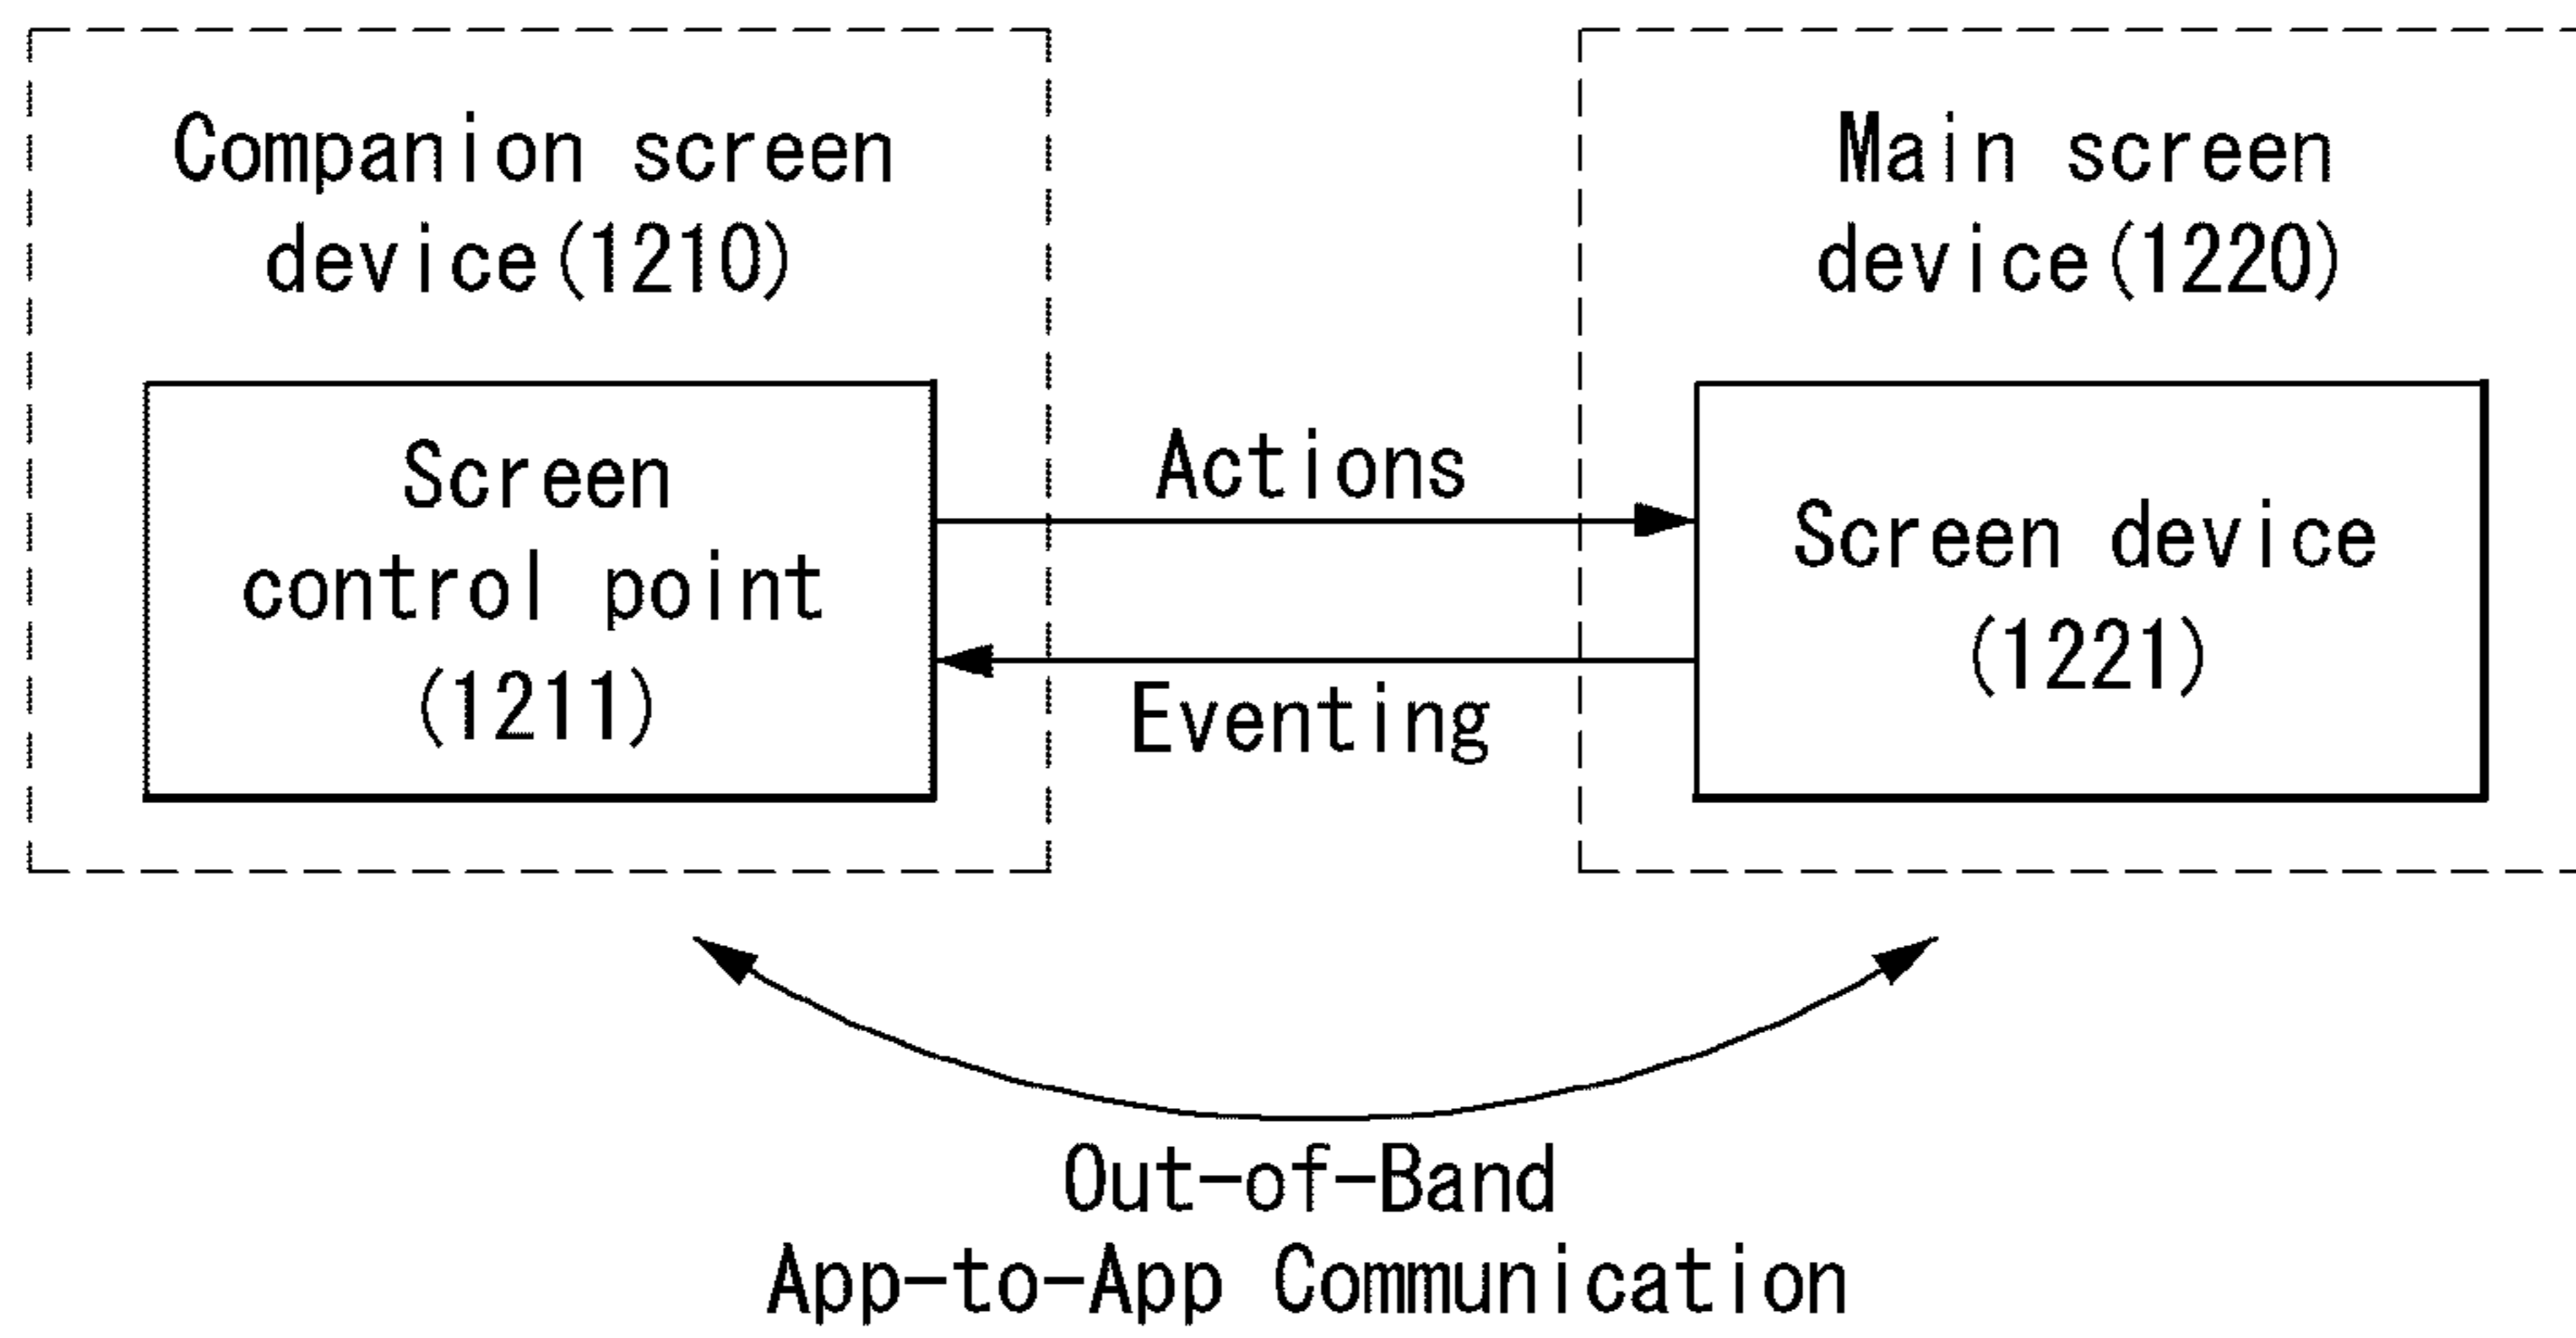 Companion screen
device(1210)
Main screen
device(1220)
Screen
control point
(1211)
Actions
Eventing
Screen device
(1221)
Out-of-Band
App-to-App Communication